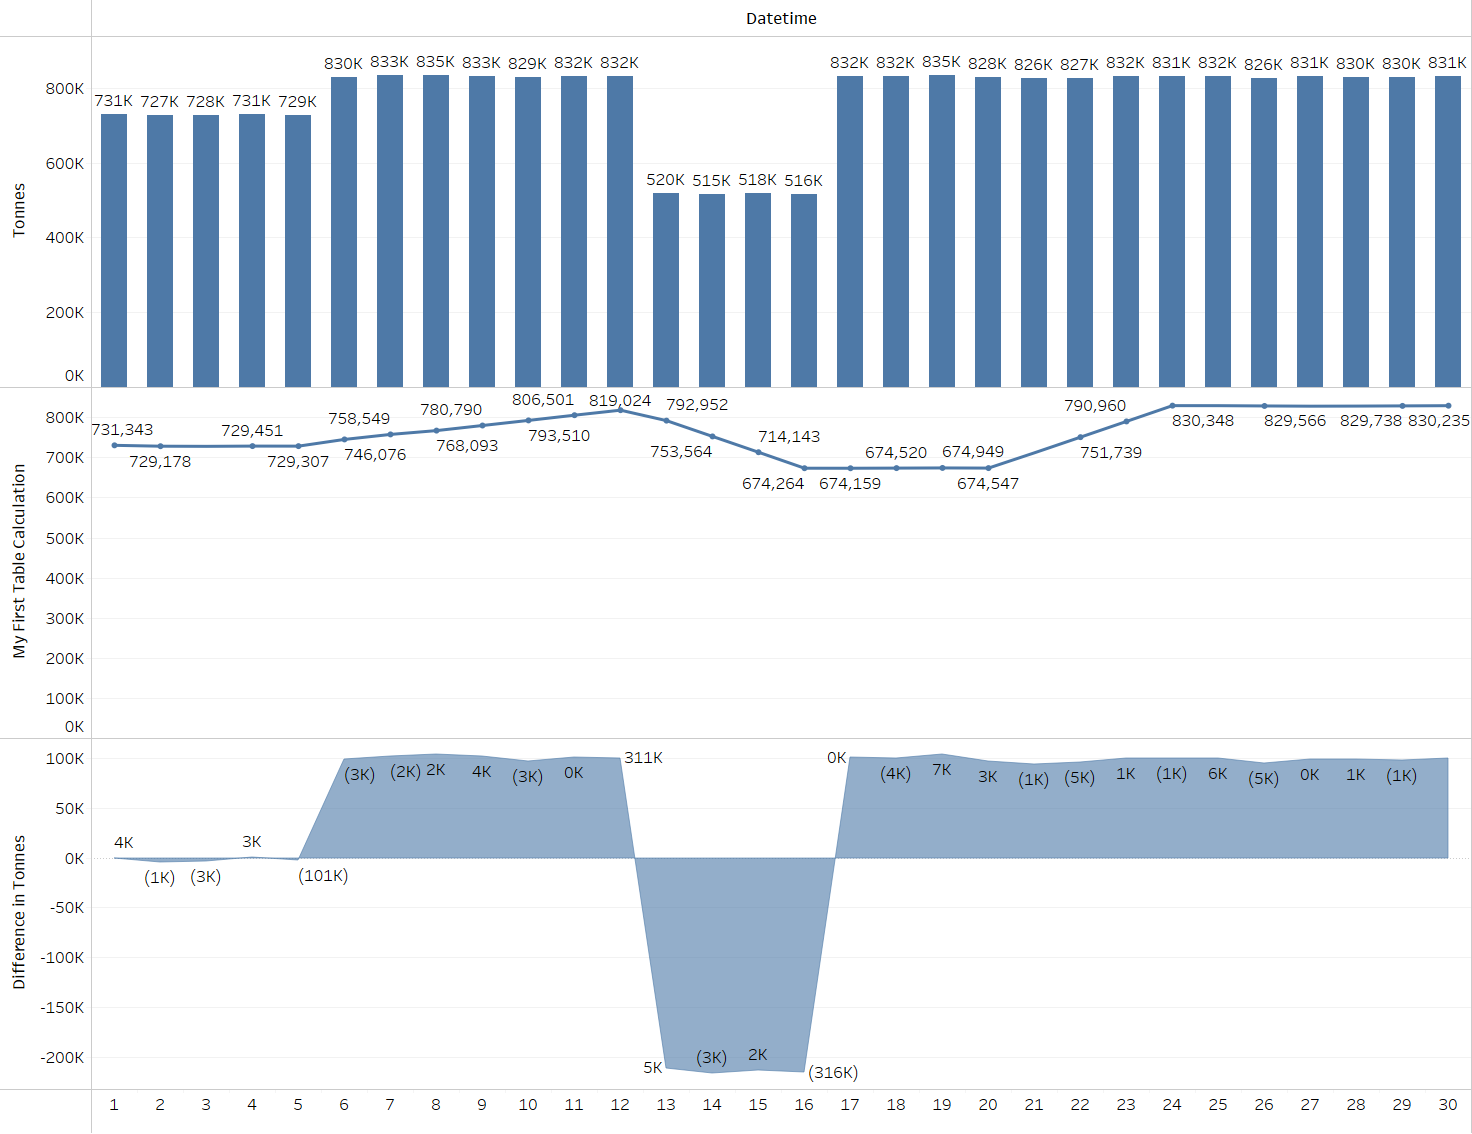 Datetime
830K 833K 835K 833K 829K 832K 832K 832K 832K 835K 828K 826K 827K 832K 831K 832K 826K 831K 830K 830K 831K
731K 727K 728K 731K 729K
520K 515K 518K 516K
800K
600K
400K
200K
0K
Tonnes
731,343 729,178 729,451 729,307 758,549 746,076 780,790 768,093 806,501 793,510 819,024 792,952 753,564 714,143 674,264 674,159 674,520 674,949 674,547 790,960 751,739 830,348 829,566 829,738 830,235
800K
700K
600K
500K
400K
300K
200K
100K
0K
My First Table Calculation
4K (1K) (3K) 3K (101K) (3K) (2K) 2K 4K (3K) 0K 311K 5K (3K) 2K (316K) 0K (4K) 7K 3K (1K) (5K) 1K (1K) 6K (5K) 0K 1K (1K)
100K
50K
0K
-50K
-100K
-150K
-200K
Difference in Tonnes
1 2 3 4 5 6 7 8 9 10 11 12 13 14 15 16 17 18 19 20 21 22 23 24 25 26 27 28 29 30